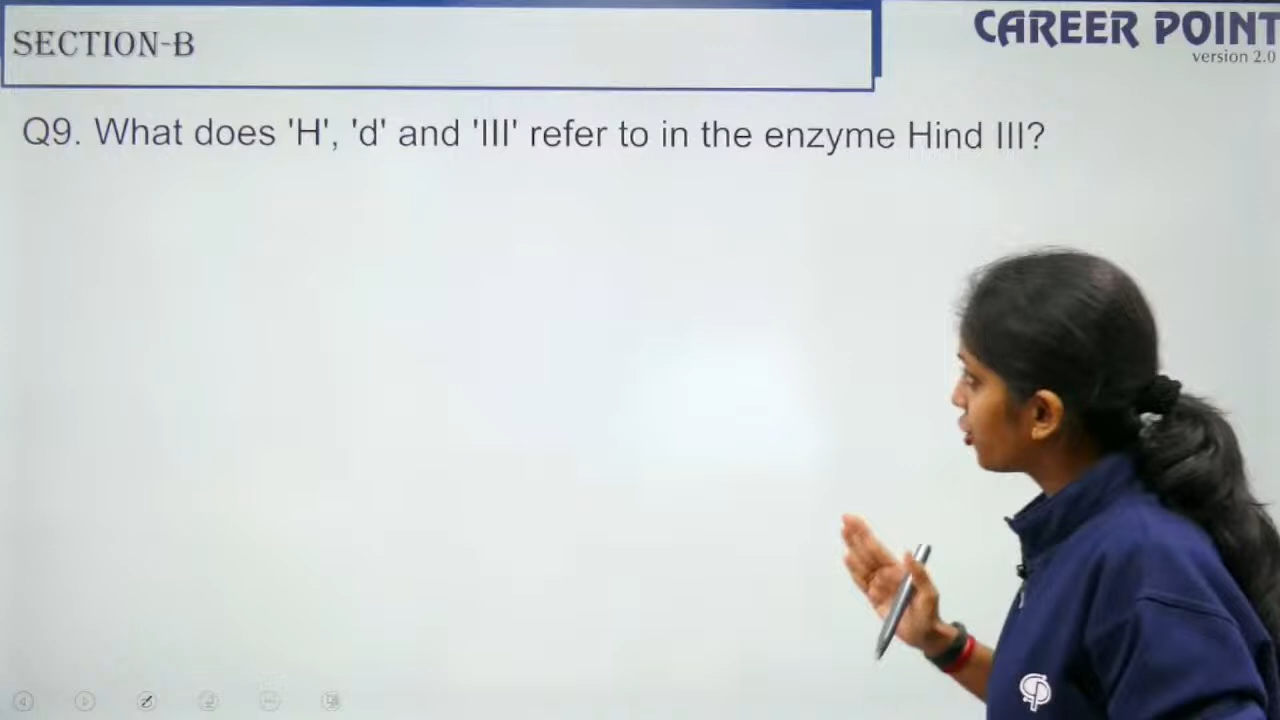 SECTION-B
CAREER POINT
version 2.0
Q9. What does 'H', 'd' and 'III' refer to in the enzyme Hind III?